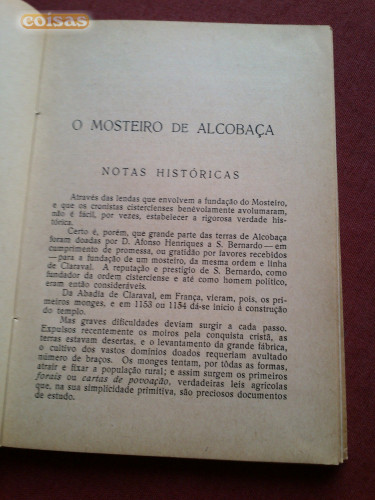 coisas
O MOSTEIRO DE ALCOBAÇA
NOTAS HISTÓRICAS
Através das lendas que envolvem a fundação do Mosteiro,
e que os cronistas cistercienses benèvolamente avolumaram,
não é fácil, por vezes, estabelecer a rigorosa verdade his-
tórica.
Certo é, porém, que grande parte das terras de Alcobaça
foram doadas por D. Afonso Henriques a S. Bernardo—em
cumprimento de promessa, ou gratidão por favores recebidos
—para a fundação de um mosteiro, da mesma ordem e linha
de Claraval. A reputação e prestígio de S. Bernardo, como
fundador da ordem cisterciense e até como homem político,
eram então consideráveis.
Da Abadia de Claraval, em França, vieram, pois, os pri-
meiros monges, e em 1153 ou 1154 dá-se início à construção
do templo.
Mas graves dificuldades deviam surgir a cada passo.
Expulsos recentemente os moiros pela conquista cristã, as
terras estavam desertas, e o levantamento da grande fábrica,
o cultivo dos vastos domínios doados requeriam avultado
número de braços. Os monges tentam, por tôdas as formas,
atrair e fixar a população rural; e assim surgem os primeiros
forais ou cartas de povoação, verdadeiras leis agrícolas
que, na sua simplicidade primitiva, são preciosos documentos
de estado.